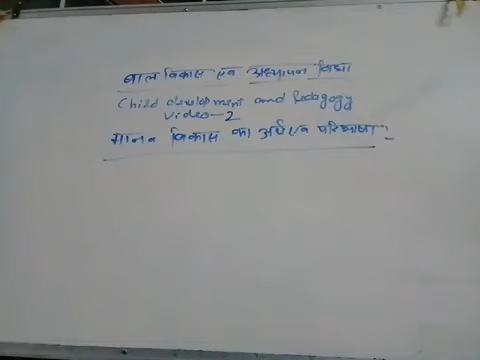 बाल विकास एवं अध्यापन विद्या
Child development and Pedagogy
Video-2
मानव विकास का अर्थ एवं परिभाषा :